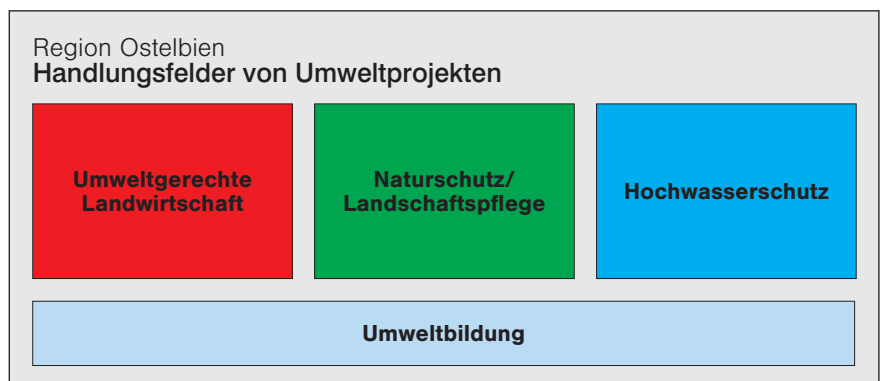 Region Ostelbien
Handlungsfelder von Umweltprojekten
Umweltgerechte
Landwirtschaft
Naturschutz/
Landschaftspflege
Hochwasserschutz
Umweltbildung